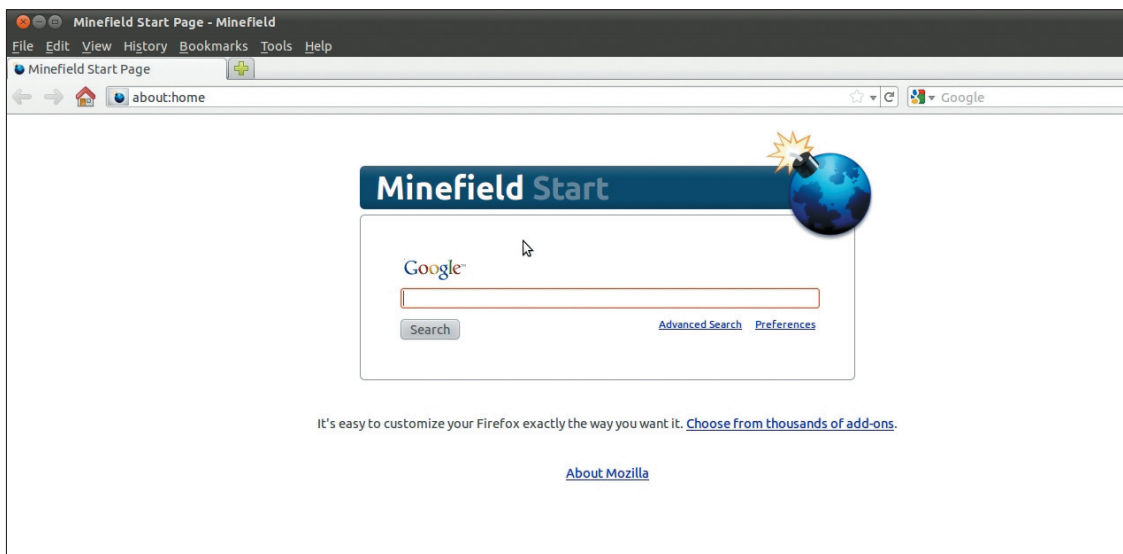 Minefield Start Page - Minefield
File Edit View History Bookmarks Tools Help
Minefield Start Page
about:home
Google
Minefield Start
Google™
Search
Advanced Search Preferences
It's easy to customize your Firefox exactly the way you want it. Choose from thousands of add-ons.
About Mozilla